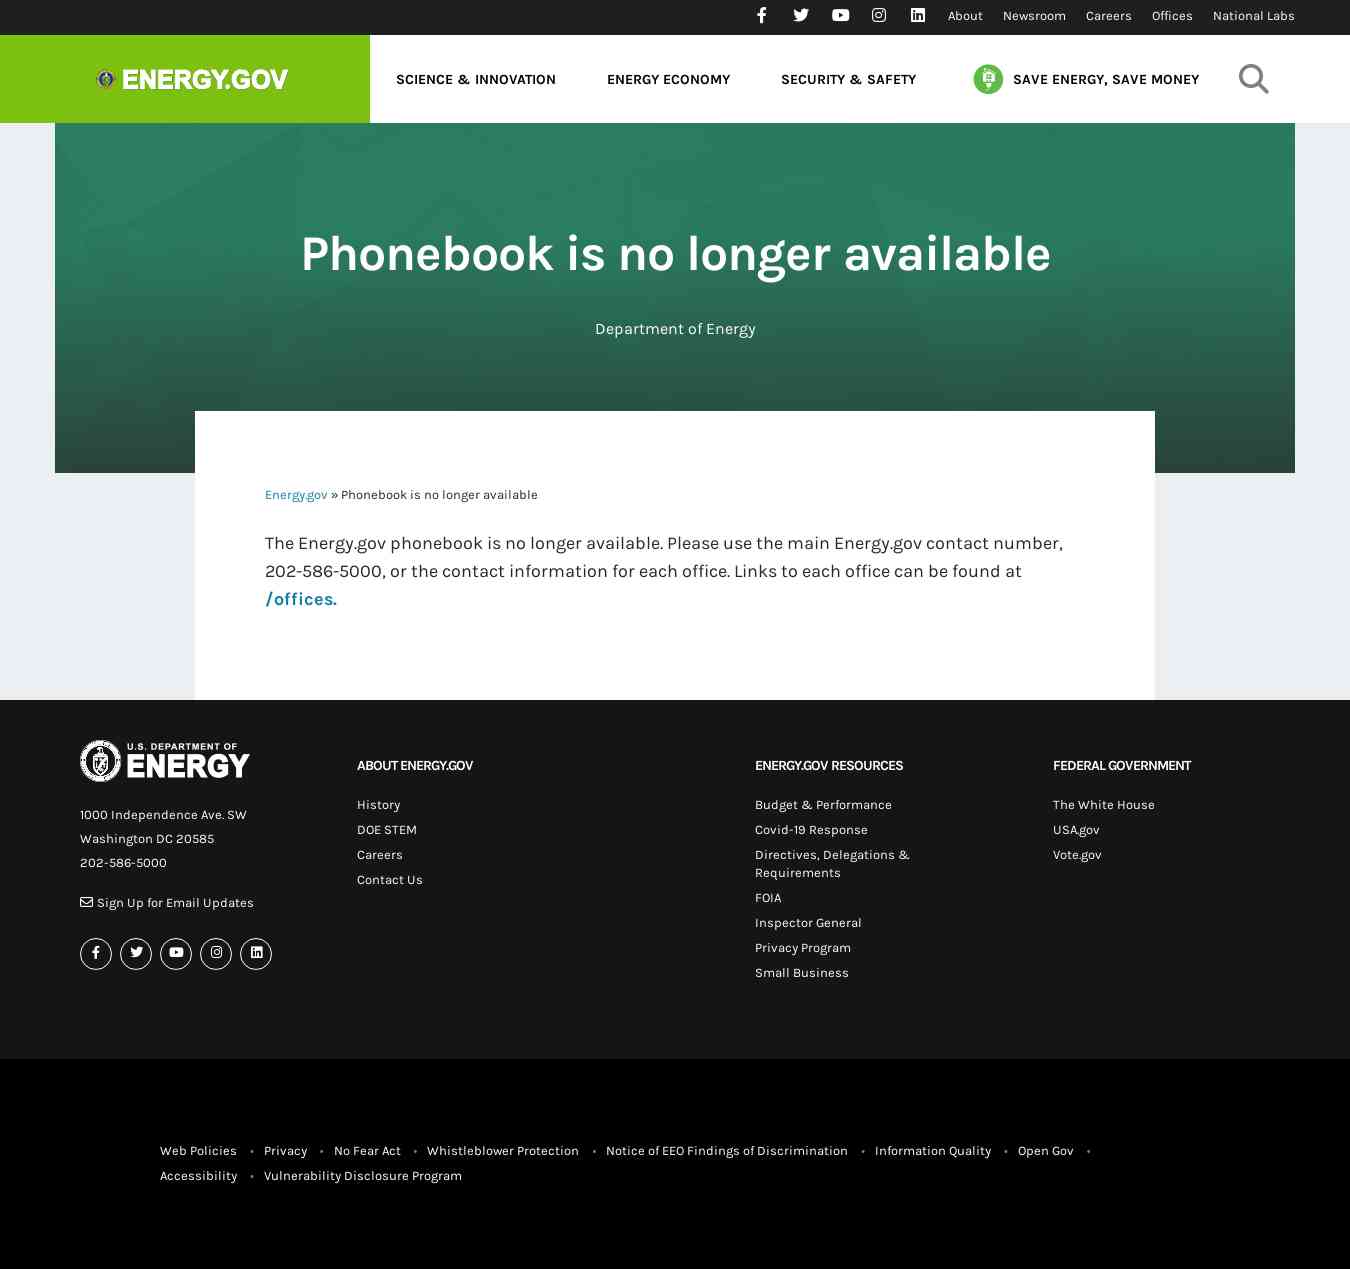 About Newsroom Careers Offices National Labs
ENERGY.GOV
SCIENCE & INNOVATION ENERGY ECONOMY SECURITY & SAFETY SAVE ENERGY, SAVE MONEY
Phonebook is no longer available
Department of Energy
Energy.gov » Phonebook is no longer available
The Energy.gov phonebook is no longer available. Please use the main Energy.gov contact number,
202-586-5000, or the contact information for each office. Links to each office can be found at
/offices.
U.S. DEPARTMENT OF
ENERGY
1000 Independence Ave. SW
Washington DC 20585
202-586-5000
Sign Up for Email Updates
ABOUT ENERGY.GOV
History
DOE STEM
Careers
Contact Us
ENERGY.GOV RESOURCES
Budget & Performance
Covid-19 Response
Directives, Delegations &
Requirements
FOIA
Inspector General
Privacy Program
Small Business
FEDERAL GOVERNMENT
The White House
USA.gov
Vote.gov
Web Policies • Privacy • No Fear Act • Whistleblower Protection • Notice of EEO Findings of Discrimination • Information Quality • Open Gov •
Accessibility • Vulnerability Disclosure Program